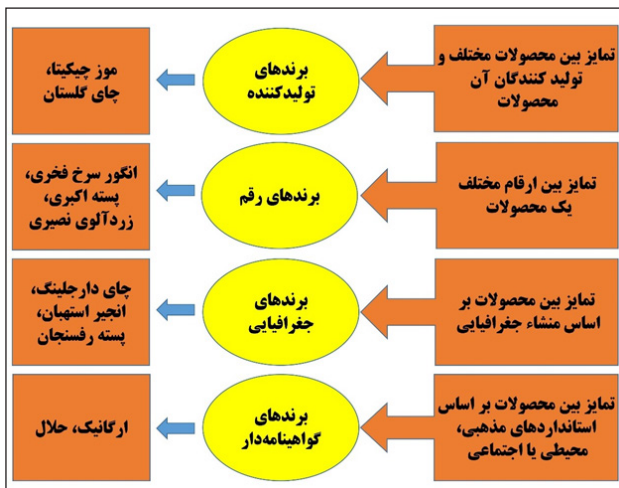 تمایز بین محصولات مختلف و
تولید کنندگان آن
محصولات
برندهای
تولیدکننده
موز چیکیتا،
چای گلستان
تمایز بین ارقام مختلف
یک محصولات
برندهای رقم
انگور سرخ فخری،
پسته اکبری،
زردآلوی نصیری
تمایز بین محصولات بر
اساس منشاء جغرافیایی
برندهای
جغرافیایی
چای دارجلینگ،
انجیر استهبان،
پسته رفسنجان
تمایز بین محصولات بر اساس
استانداردهای مذهبی،
محیطی یا اجتماعی
برندهای
گواهینامه‌دار
ارگانیک، حلال